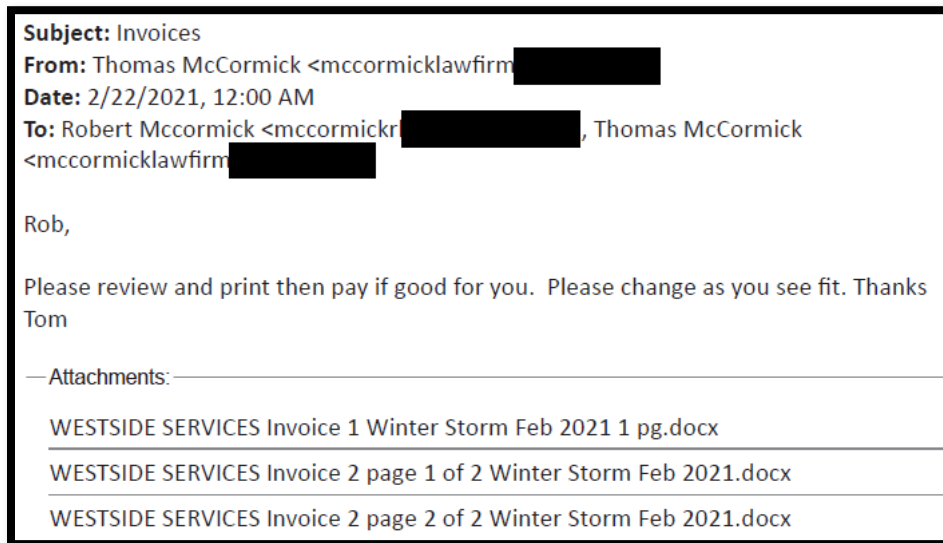 Subject: Invoices
From: Thomas McCormick <mccormicklawfirm
Date: 2/22/2021, 12:00 AM
To: Robert Mccormick <mccormickr , Thomas McCormick
<mccormicklawfirm
Rob,
Please review and print then pay if good for you.  Please change as you see fit. Thanks
Tom
Attachments:
WESTSIDE SERVICES Invoice 1 Winter Storm Feb 2021 1 pg.docx
WESTSIDE SERVICES Invoice 2 page 1 of 2 Winter Storm Feb 2021.docx
WESTSIDE SERVICES Invoice 2 page 2 of 2 Winter Storm Feb 2021.docx